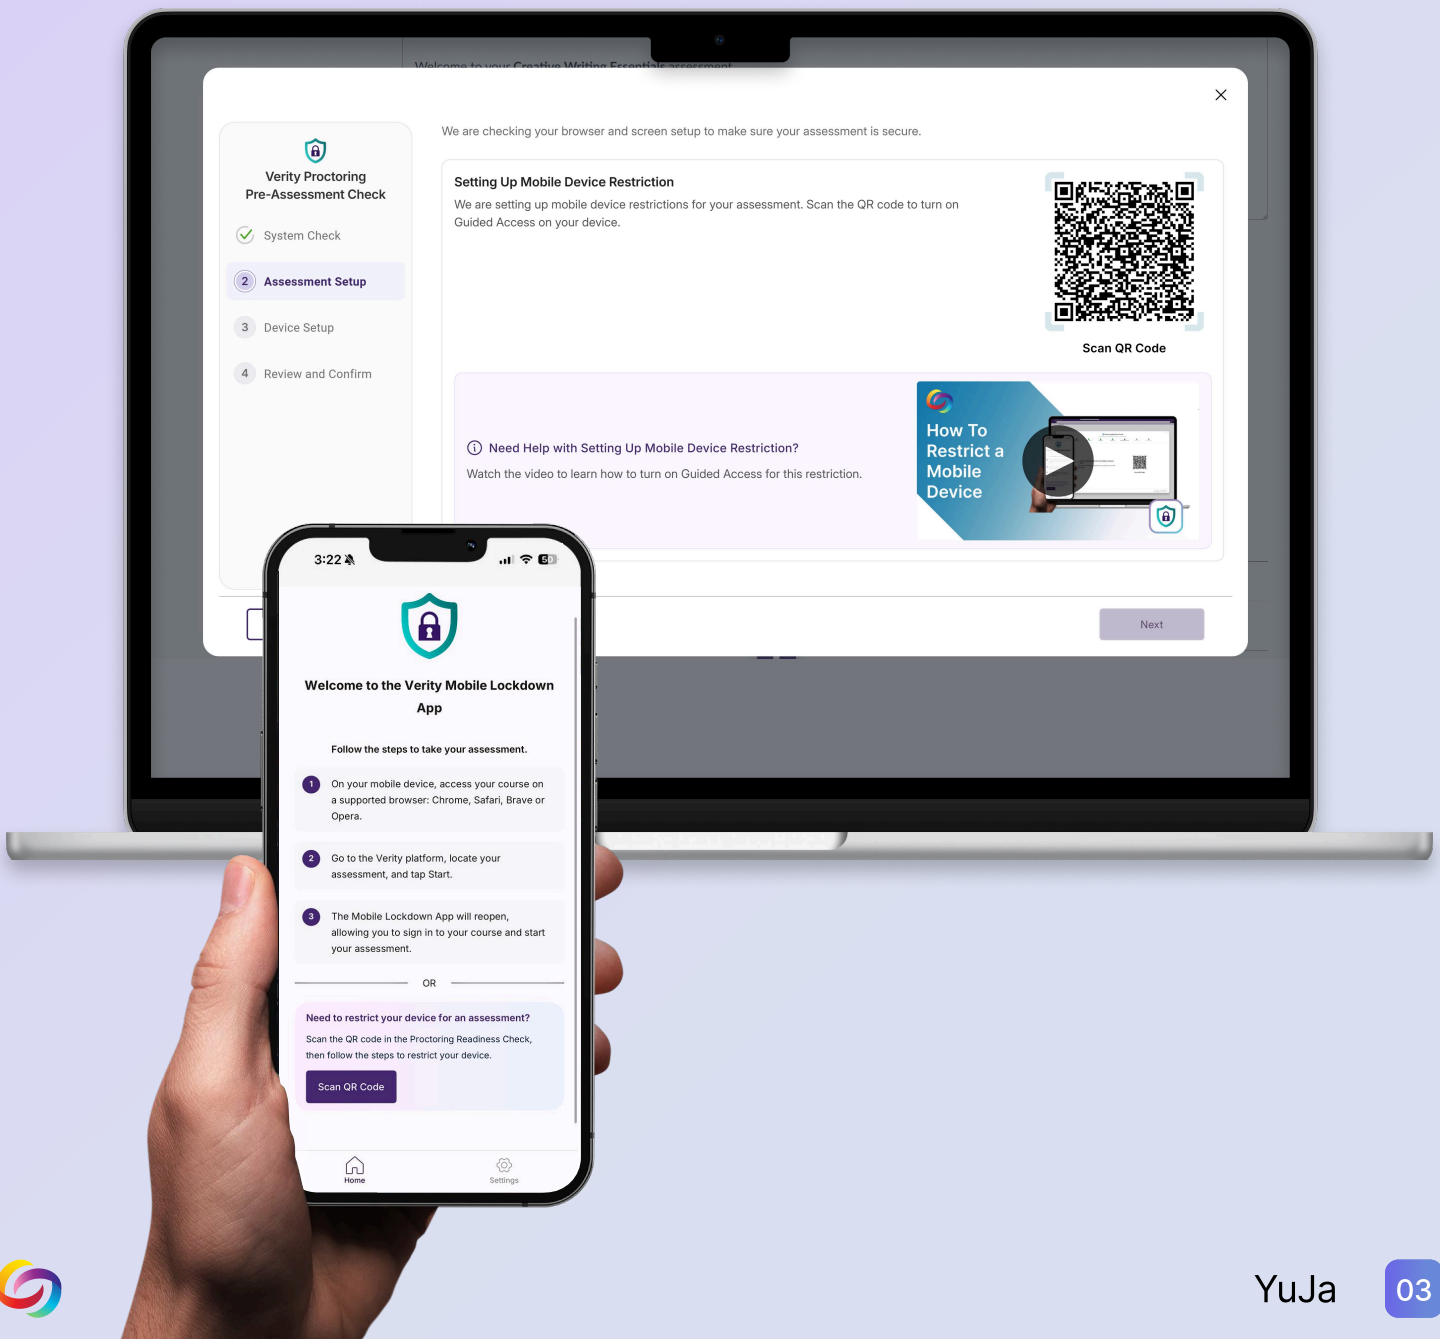 Welcome to your Creative Writing Essentials assessment
We are checking your browser and screen setup to make sure your assessment is secure.
Verity Proctoring
Pre-Assessment Check
System Check
2 Assessment Setup
3 Device Setup
4 Review and Confirm
Setting Up Mobile Device Restriction
We are setting up mobile device restrictions for your assessment. Scan the QR code to turn on
Guided Access on your device.
Scan QR Code
Need Help with Setting Up Mobile Device Restriction?
Watch the video to learn how to turn on Guided Access for this restriction.
How To
Restrict a
Mobile
Device
Next
3:22
50
Welcome to the Verity Mobile Lockdown
App
Follow the steps to take your assessment.
1 On your mobile device, access your course on
a supported browser: Chrome, Safari, Brave or
Opera.
2 Go to the Verity platform, locate your
assessment, and tap Start.
3 The Mobile Lockdown App will reopen,
allowing you to sign in to your course and start
your assessment.
OR
Need to restrict your device for an assessment?
Scan the QR code in the Proctoring Readiness Check,
then follow the steps to restrict your device.
Scan QR Code
Home
Settings
YuJa
03